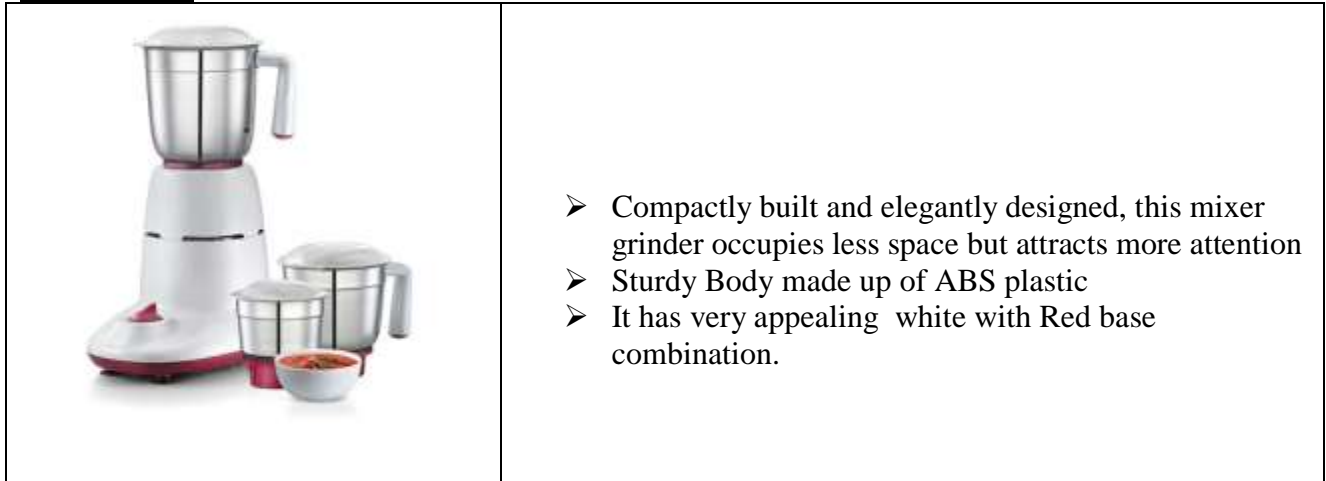 ➢ Compactly built and elegantly designed, this mixer
grinder occupies less space but attracts more attention
➢ Sturdy Body made up of ABS plastic
➢ It has very appealing  white with Red base
combination.